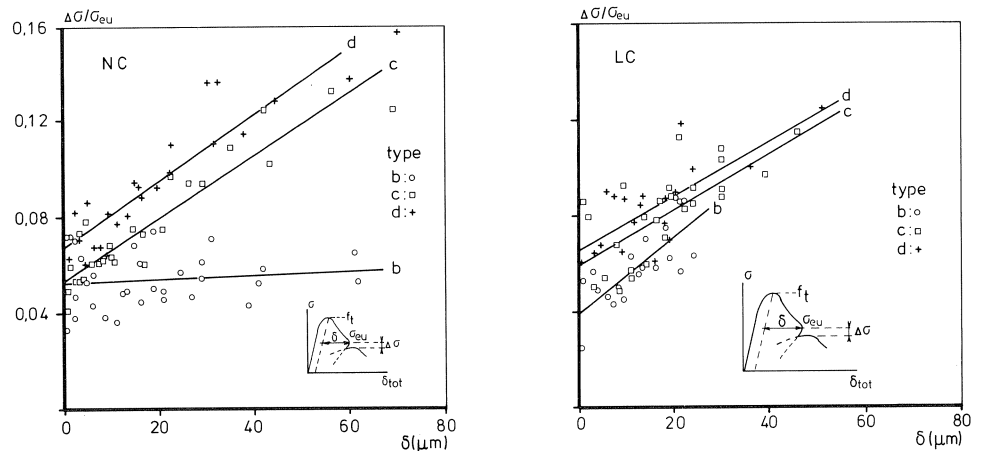 Δσ/σeu
0,16
0,12
0,08
0,04
NC
d
c
b
type
b: ○
c: □
d: +
σ
ft
δ
σeu
Δσ
δtot
0 20 40 60 80
δ(μm)
Δσ/σeu
LC
d
c
b
type
b: ○
c: □
d: +
σ
ft
δ
σeu
Δσ
δtot
0 20 40 60 80
δ(μm)